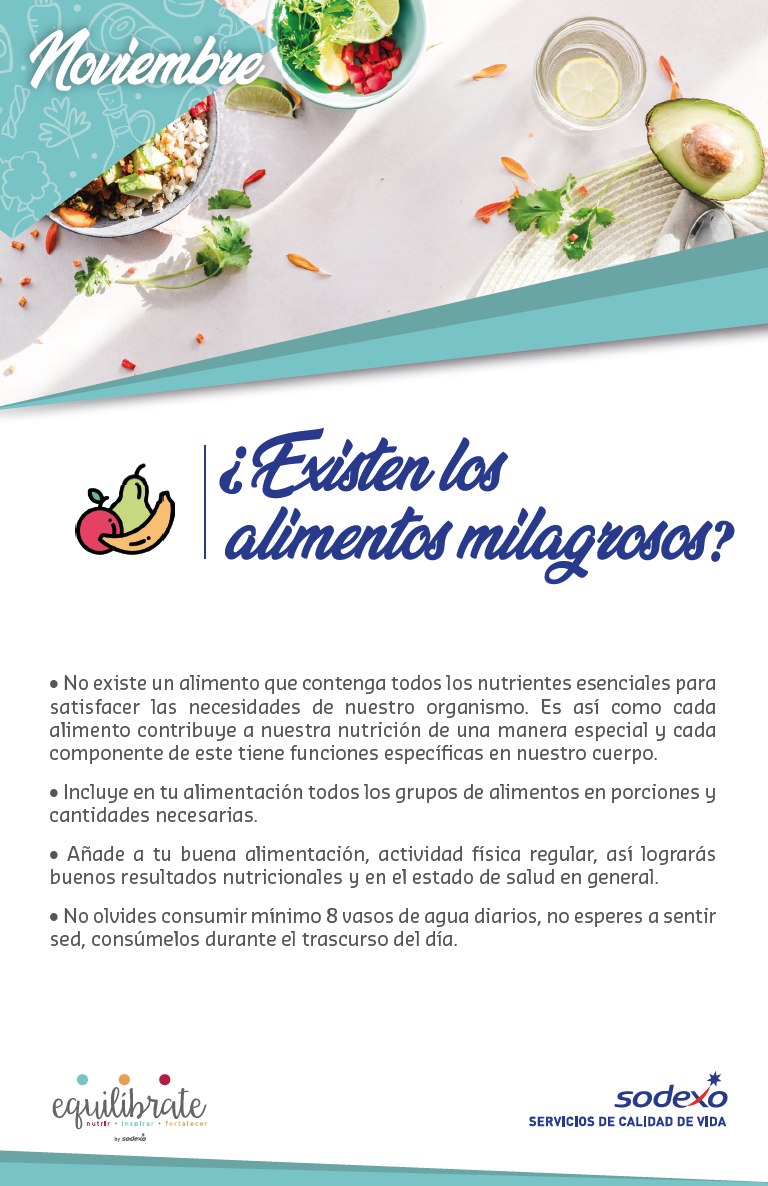 Noviembre
¿Existen los
alimentos milagrosos?
• No existe un alimento que contenga todos los nutrientes esenciales para
satisfacer las necesidades de nuestro organismo. Es así como cada
alimento contribuye a nuestra nutrición de una manera especial y cada
componente de este tiene funciones específicas en nuestro cuerpo.
• Incluye en tu alimentación todos los grupos de alimentos en porciones y
cantidades necesarias.
• Añade a tu buena alimentación, actividad física regular, así lograrás
buenos resultados nutricionales y en el estado de salud en general.
• No olvides consumir mínimo 8 vasos de agua diarios, no esperes a sentir
sed, consúmelos durante el trascurso del día.
equilibrate
nutrir • inspirar • fortalecer
by sodexo
sodexo
SERVICIOS DE CALIDAD DE VIDA